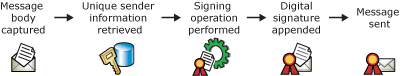 Message
body
captured
Unique sender
information
retrieved
Signing
operation
performed
Digital
signature
appended
Message
sent